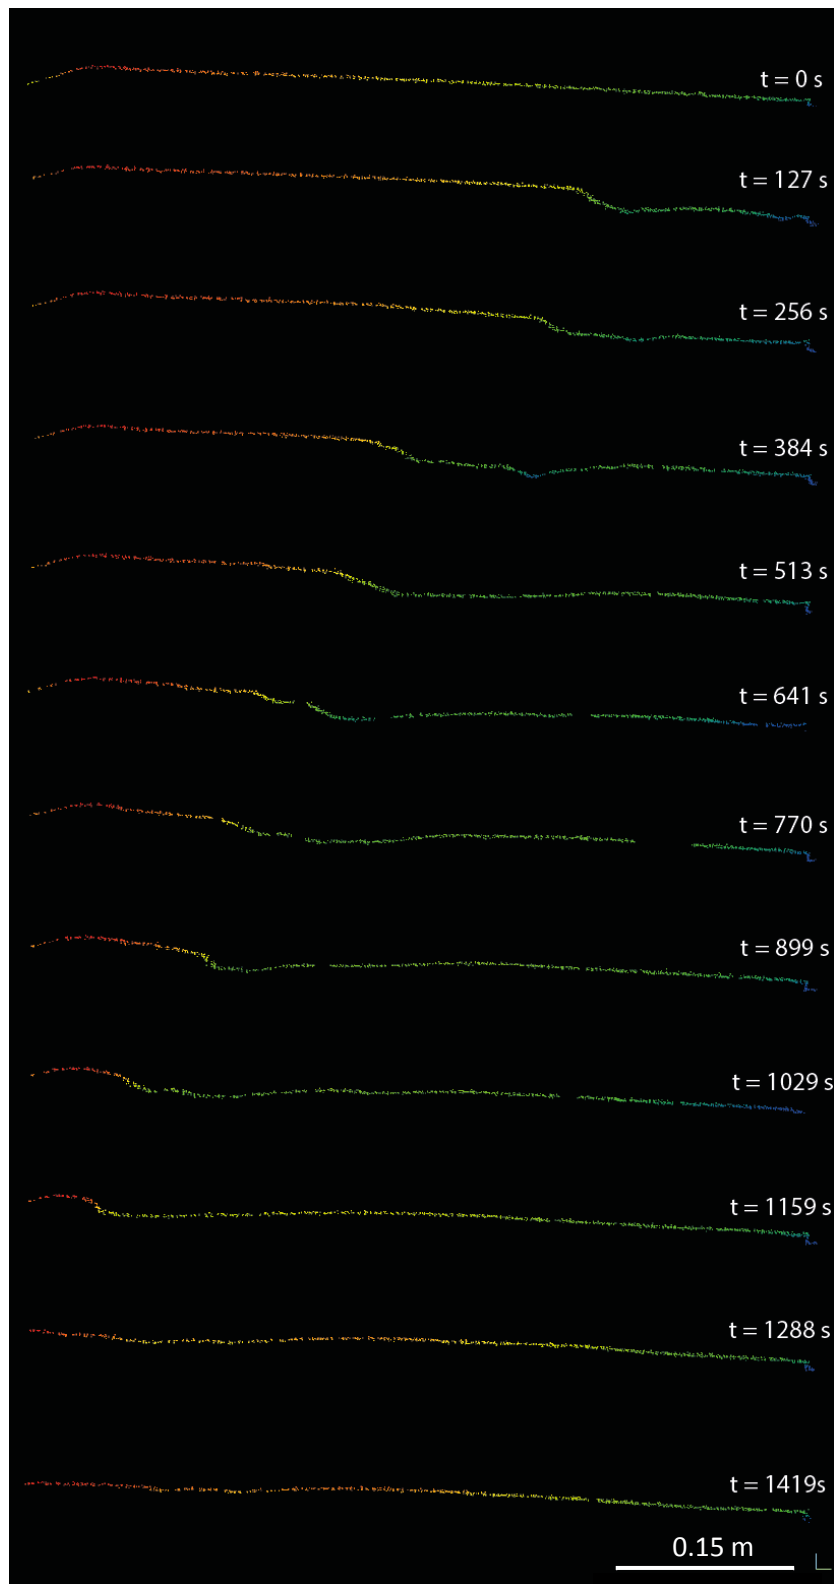 t = 0 s
t = 127 s
t = 256 s
t = 384 s
t = 513 s
t = 641 s
t = 770 s
t = 899 s
t = 1029 s
t = 1159 s
t = 1288 s
t = 1419s
0.15 m